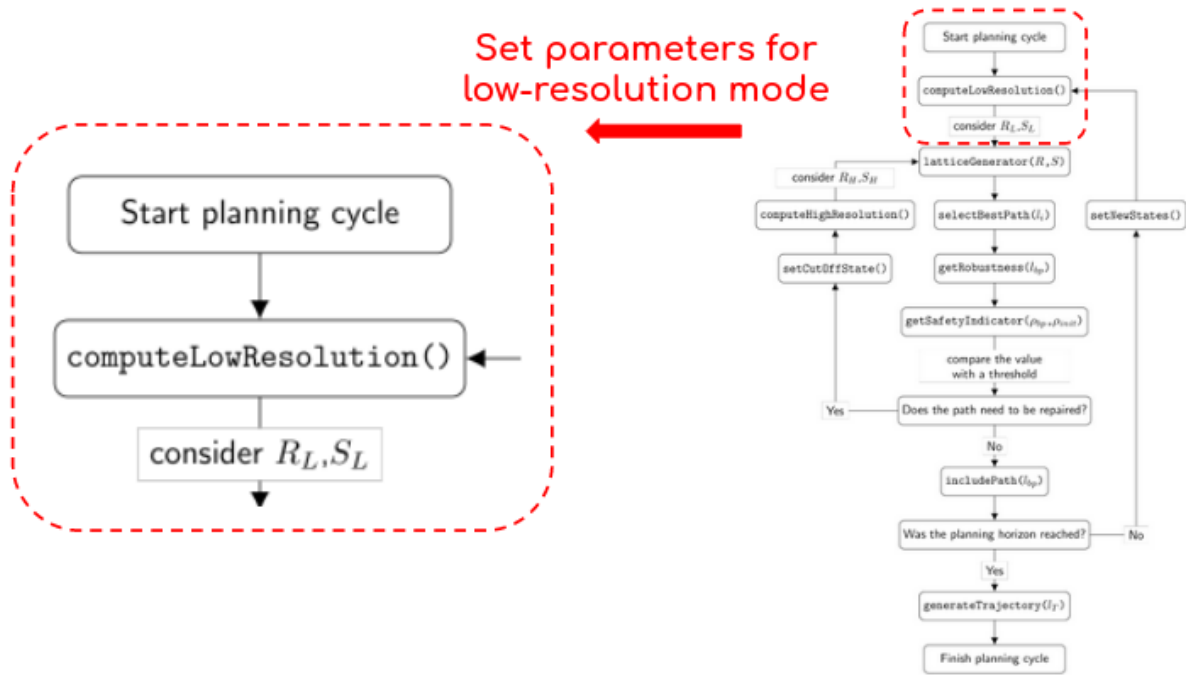 Set parameters for
low-resolution mode
Start planning cycle
computeLowResolution()
consider R_L,S_L
Start planning cycle
computeLowResolution()
consider R_L,S_L
latticeGenerator(R,S)
consider R_H,S_H
computeHighResolution()
selectBestPath(l_i)
setNewStates()
setCutOffState()
getRobustness(l_bp)
getSafetyIndicator(ρ_bp,ρ_init)
compare the value
with a threshold
Yes
Does the path need to be repaired?
No
includePath(l_bp)
Was the planning horizon reached?
No
Yes
generateTrajectory(l_T)
Finish planning cycle